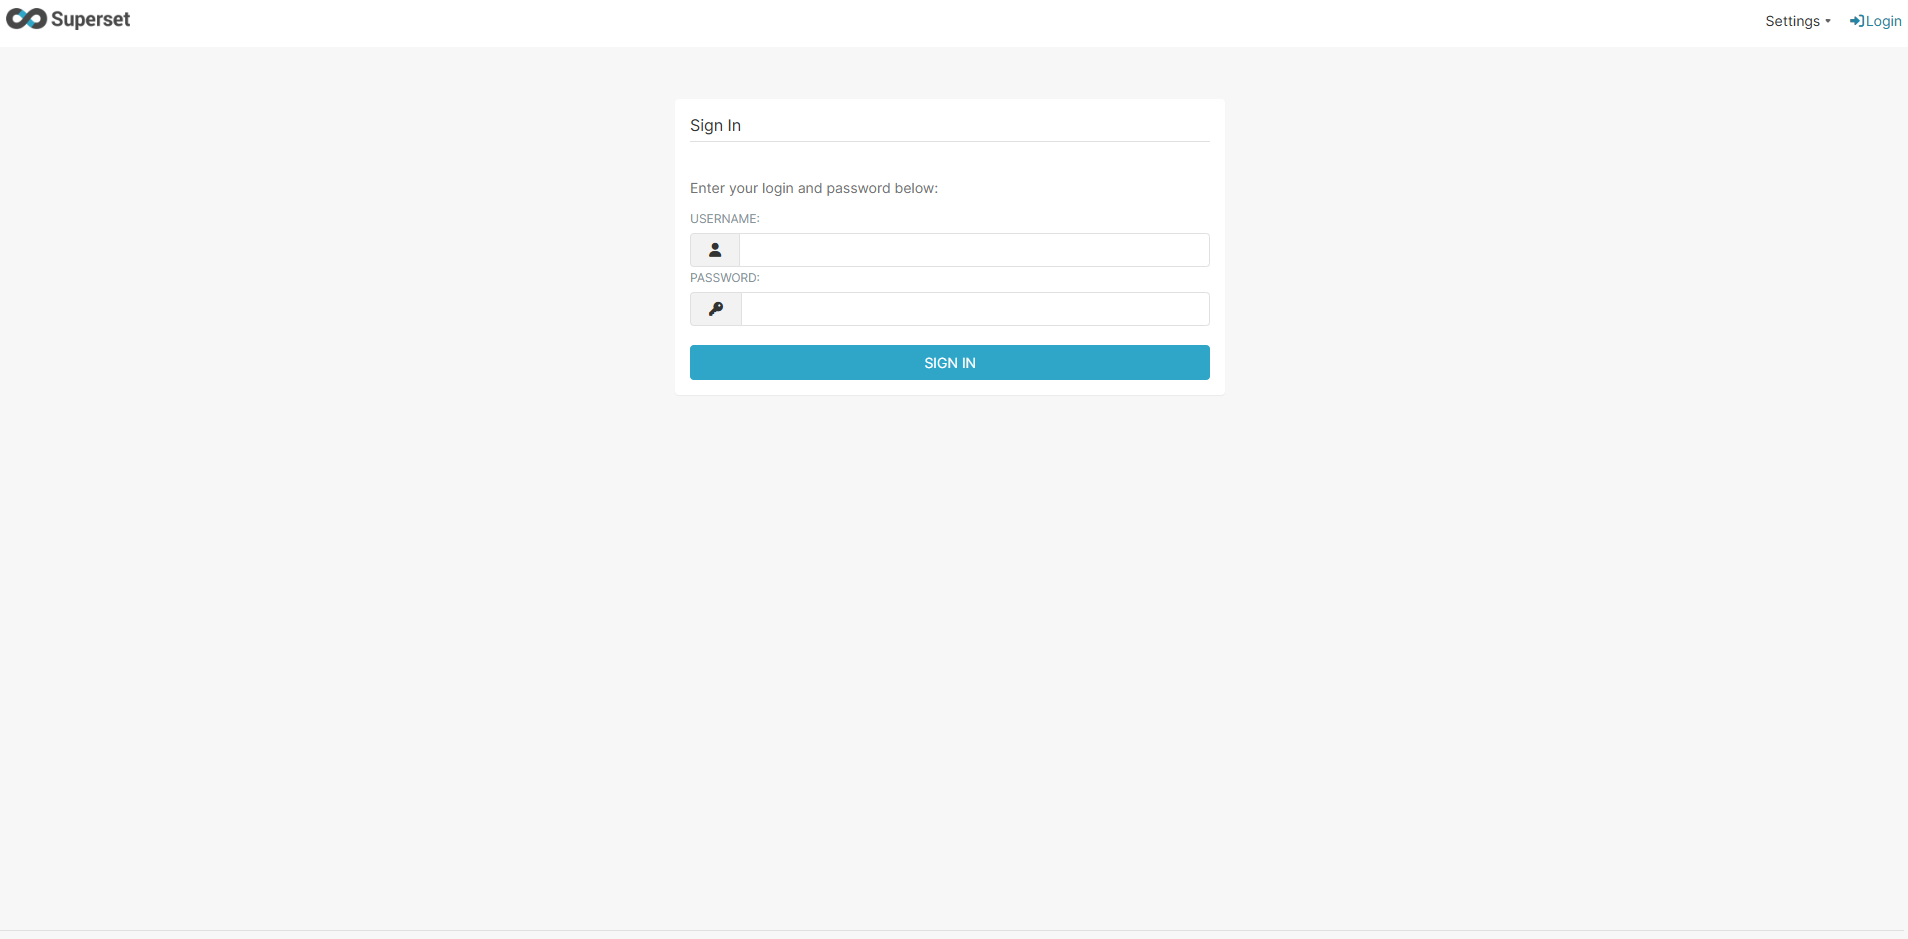 Superset
Settings
Login
Sign In
Enter your login and password below:
USERNAME:
PASSWORD:
SIGN IN